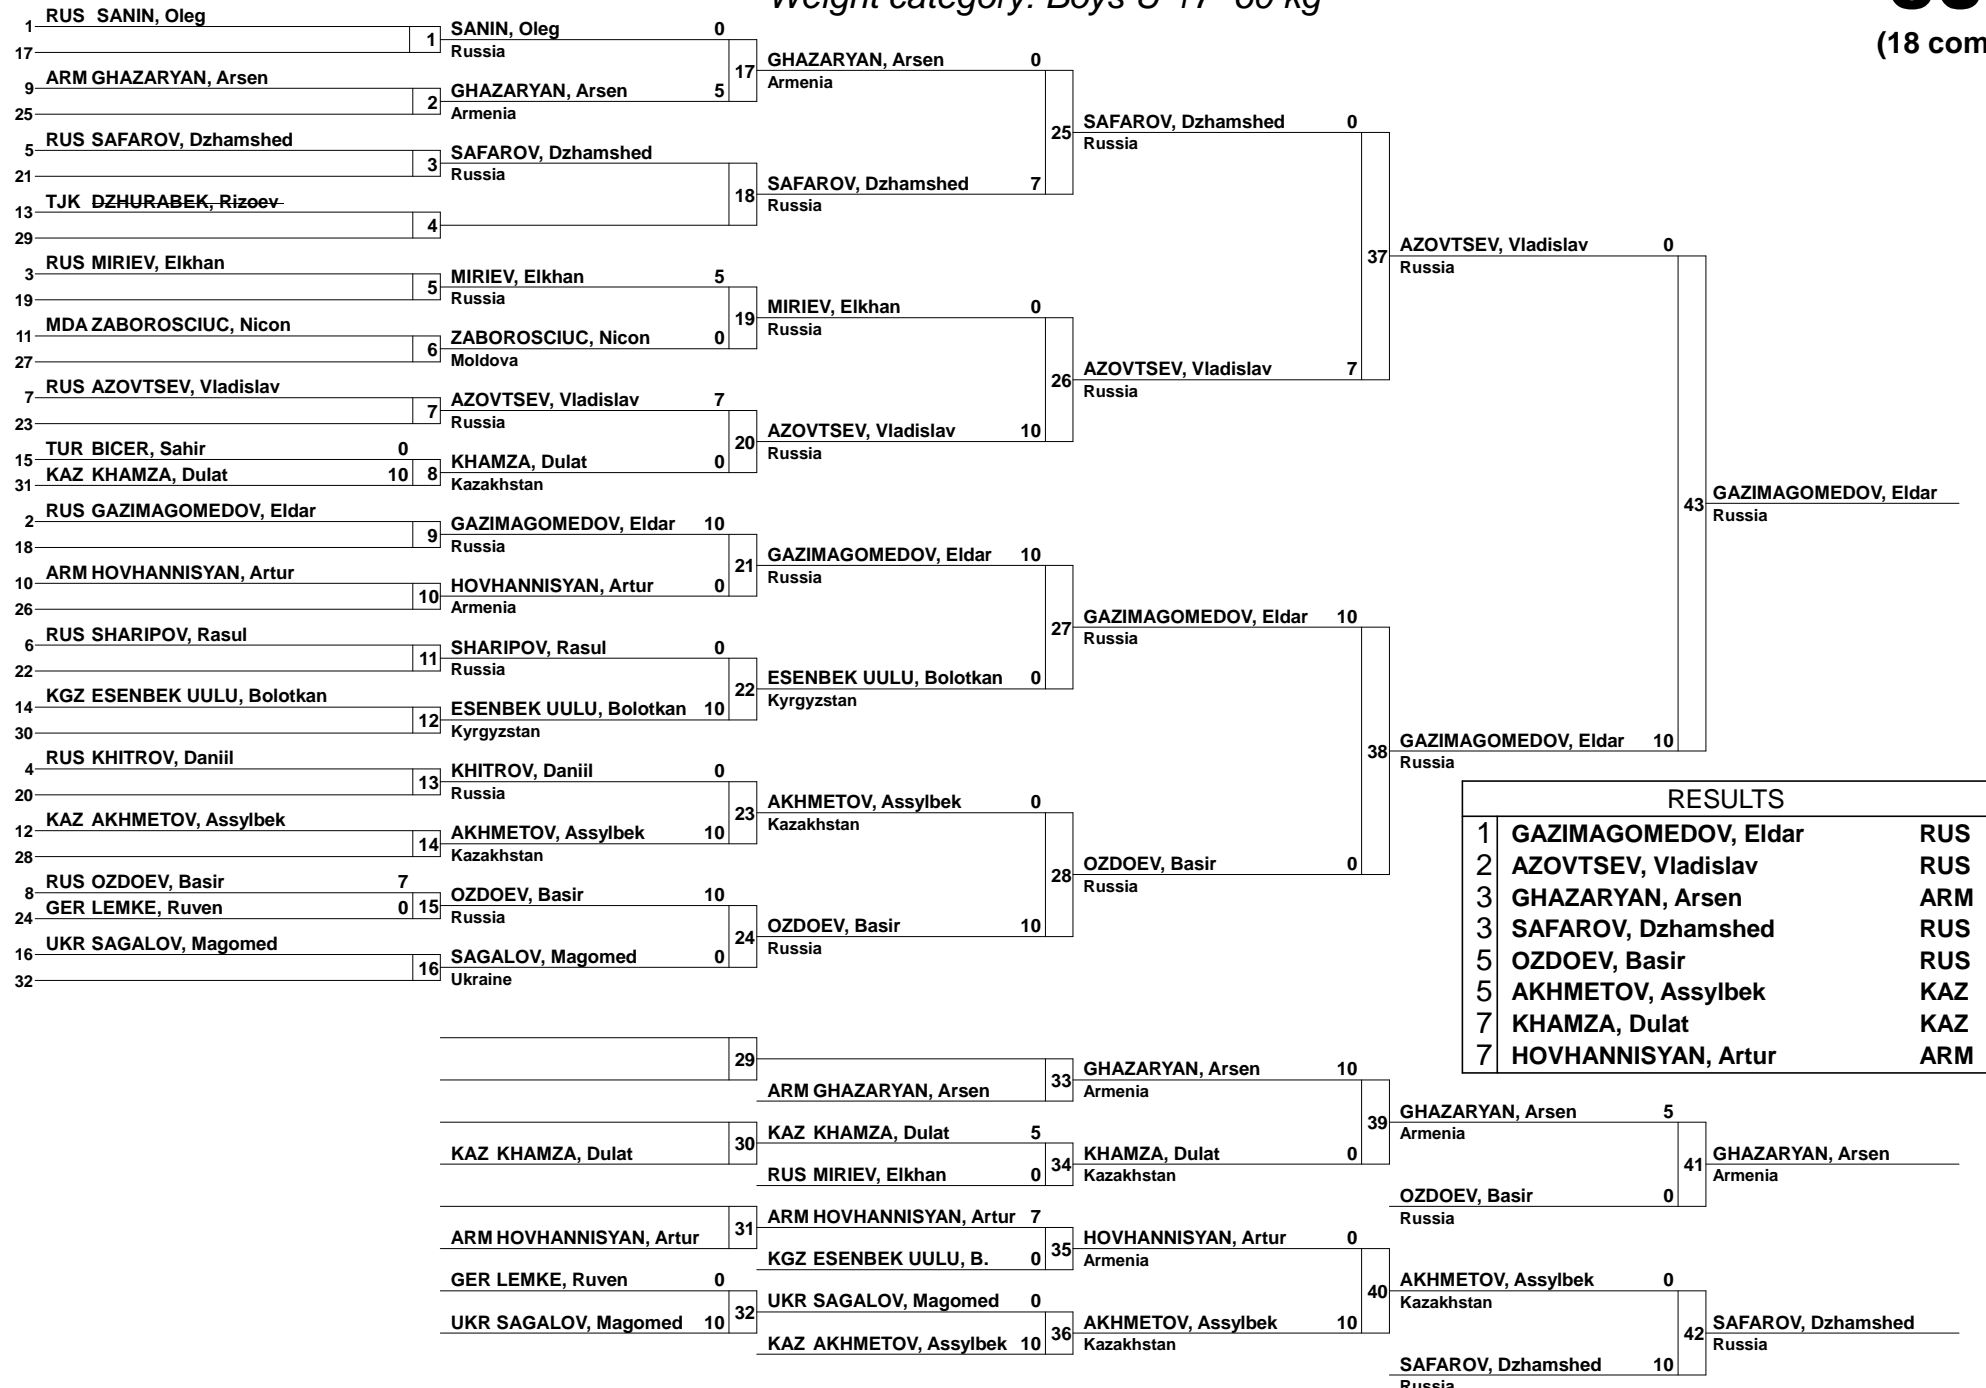 Weight category: Boys U-17 -60 kg
(18 com
1 RUS SANIN, Oleg
17
1
9 ARM GHAZARYAN, Arsen
25
2
5 RUS SAFAROV, Dzhamshed
21
3
13 TJK DZHURABEK, Rizoev
29
4
3 RUS MIRIEV, Elkhan
19
5
11 MDA ZABOROSCIUC, Nicon
27
6
7 RUS AZOVTSEV, Vladislav
23
7
15 TUR BICER, Sahir 0
31 KAZ KHAMZA, Dulat 10
8
2 RUS GAZIMAGOMEDOV, Eldar
18
9
10 ARM HOVHANNISYAN, Artur
26
10
6 RUS SHARIPOV, Rasul
22
11
14 KGZ ESENBEK UULU, Bolotkan
30
12
4 RUS KHITROV, Daniil
20
13
12 KAZ AKHMETOV, Assylbek
28
14
8 RUS OZDOEV, Basir 7
24 GER LEMKE, Ruven 0
15
16 UKR SAGALOV, Magomed
32
16
SANIN, Oleg 0
Russia
17
GHAZARYAN, Arsen 5
Armenia
SAFAROV, Dzhamshed
Russia
18
MIRIEV, Elkhan 5
Russia
19
ZABOROSCIUC, Nicon 0
Moldova
AZOVTSEV, Vladislav 7
Russia
20
KHAMZA, Dulat 0
Kazakhstan
GAZIMAGOMEDOV, Eldar 10
Russia
21
HOVHANNISYAN, Artur 0
Armenia
SHARIPOV, Rasul 0
Russia
22
ESENBEK UULU, Bolotkan 10
Kyrgyzstan
KHITROV, Daniil 0
Russia
23
AKHMETOV, Assylbek 10
Kazakhstan
OZDOEV, Basir 10
Russia
24
SAGALOV, Magomed 0
Ukraine
GHAZARYAN, Arsen 0
Armenia
25
SAFAROV, Dzhamshed 7
Russia
MIRIEV, Elkhan 0
Russia
26
AZOVTSEV, Vladislav 10
Russia
GAZIMAGOMEDOV, Eldar 10
Russia
27
ESENBEK UULU, Bolotkan 0
Kyrgyzstan
AKHMETOV, Assylbek 0
Kazakhstan
28
OZDOEV, Basir 10
Russia
SAFAROV, Dzhamshed 0
Russia
37
AZOVTSEV, Vladislav 7
Russia
GAZIMAGOMEDOV, Eldar 10
Russia
38
OZDOEV, Basir 0
Russia
AZOVTSEV, Vladislav 0
Russia
43
GAZIMAGOMEDOV, Eldar 10
Russia
GAZIMAGOMEDOV, Eldar
Russia
RESULTS
1 GAZIMAGOMEDOV, Eldar RUS
2 AZOVTSEV, Vladislav RUS
3 GHAZARYAN, Arsen ARM
3 SAFAROV, Dzhamshed RUS
5 OZDOEV, Basir RUS
5 AKHMETOV, Assylbek KAZ
7 KHAMZA, Dulat KAZ
7 HOVHANNISYAN, Artur ARM
29
KAZ KHAMZA, Dulat
30
ARM HOVHANNISYAN, Artur
31
GER LEMKE, Ruven 0
UKR SAGALOV, Magomed 10
32
ARM GHAZARYAN, Arsen
33
KAZ KHAMZA, Dulat 5
RUS MIRIEV, Elkhan 0
34
ARM HOVHANNISYAN, Artur 7
KGZ ESENBEK UULU, B. 0
35
UKR SAGALOV, Magomed 0
KAZ AKHMETOV, Assylbek 10
36
GHAZARYAN, Arsen 10
Armenia
39
KHAMZA, Dulat 0
Kazakhstan
HOVHANNISYAN, Artur 0
Armenia
40
AKHMETOV, Assylbek 10
Kazakhstan
GHAZARYAN, Arsen 5
Armenia
41
OZDOEV, Basir 0
Russia
AKHMETOV, Assylbek 0
Kazakhstan
42
SAFAROV, Dzhamshed 10
Russia
GHAZARYAN, Arsen
Armenia
SAFAROV, Dzhamshed
Russia